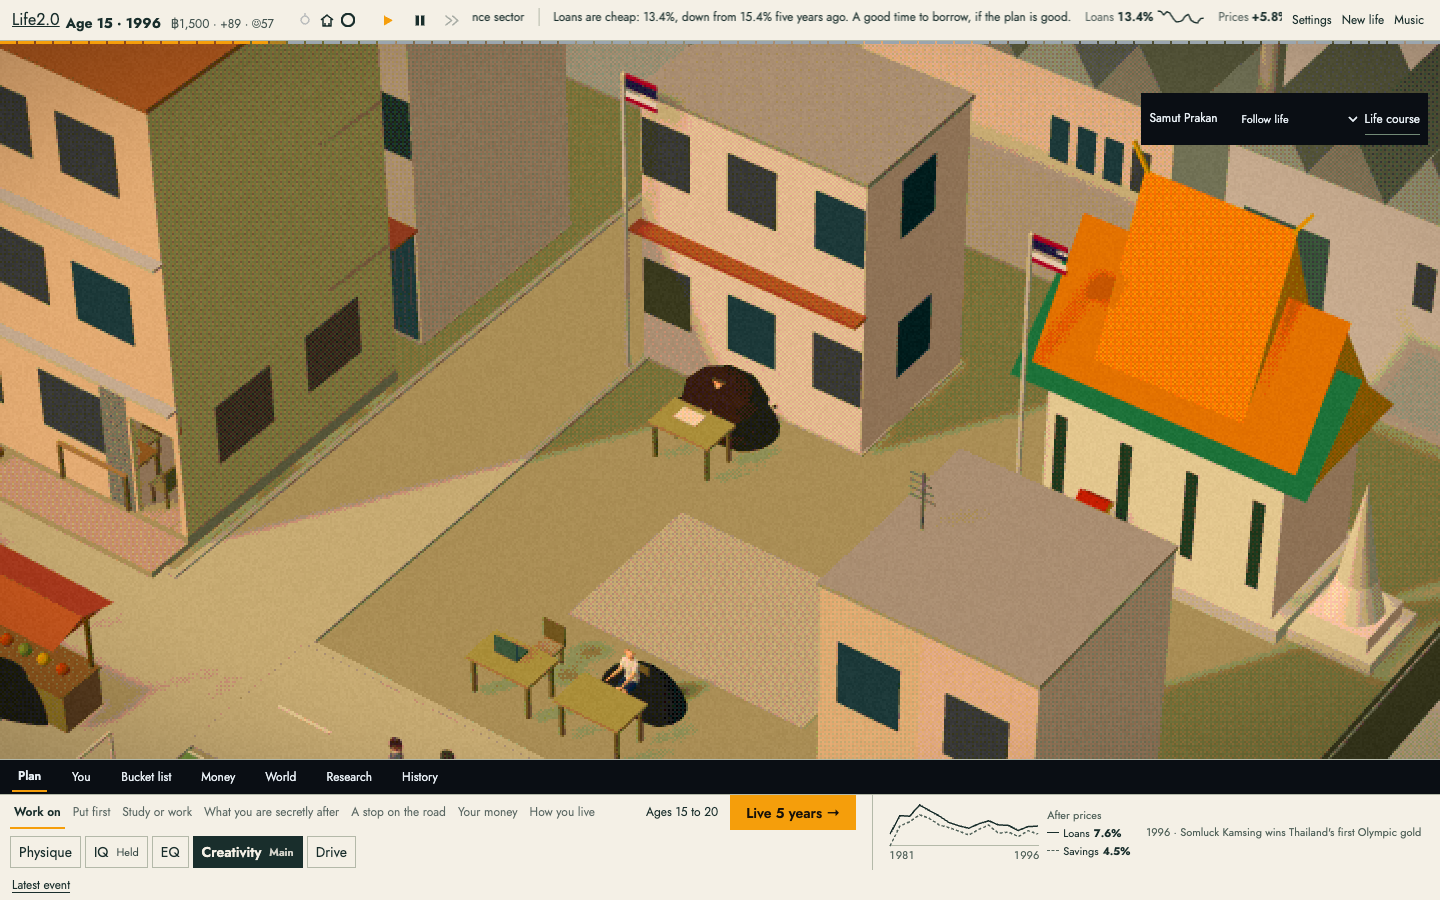 Life2.0 Age 15 · 1996 ฿1,500 · +89 · ◎57
nce sector
Loans are cheap: 13.4%, down from 15.4% five years ago. A good time to borrow, if the plan is good. Loans 13.4% Prices +5.8%
Settings New life Music
Samut Prakan Follow life Life course
Plan You Bucket list Money World Research History
Work on Put first Study or work What you are secretly after A stop on the road Your money How you live
Ages 15 to 20 Live 5 years →
Physique IQ Held EQ Creativity Main Drive
Latest event
1981 1996
After prices
Loans 7.6%
Savings 4.5%
1996 · Somluck Kamsing wins Thailand's first Olympic gold